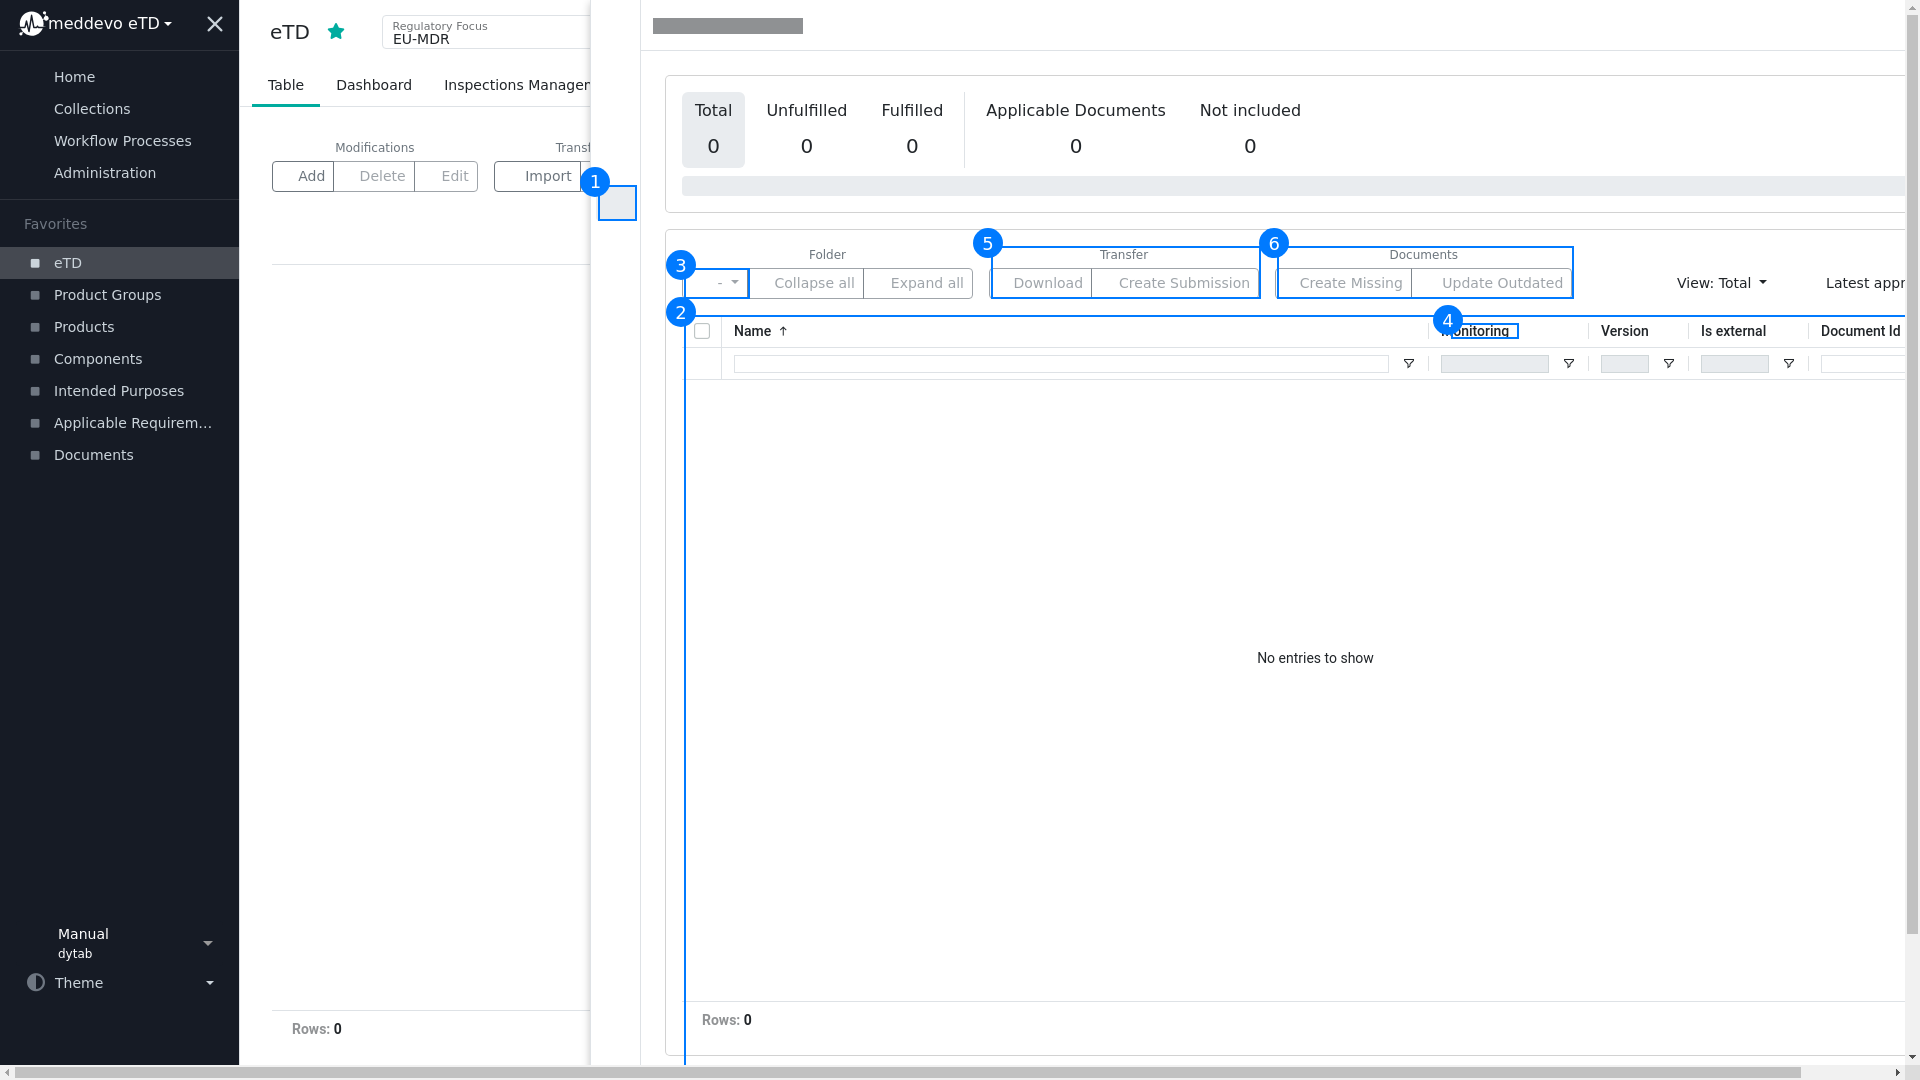 meddevo eTD
Home
Collections
Workflow Processes
Administration
Favorites
eTD
Product Groups
Products
Components
Intended Purposes
Applicable Requirem...
Documents
Manual
dytab
Theme
eTD
Regulatory Focus
EU-MDR
Table Dashboard Inspections Manager
Modifications Transf
Add Delete Edit Import
Rows: 0
Total Unfulfilled Fulfilled Applicable Documents Not included
0 0 0 0 0
1
5 6
Folder Transfer Documents
3
- Collapse all Expand all Download Create Submission Create Missing Update Outdated View: Total Latest appr
2 4
Name Monitoring Version Is external Document Id
No entries to show
Rows: 0